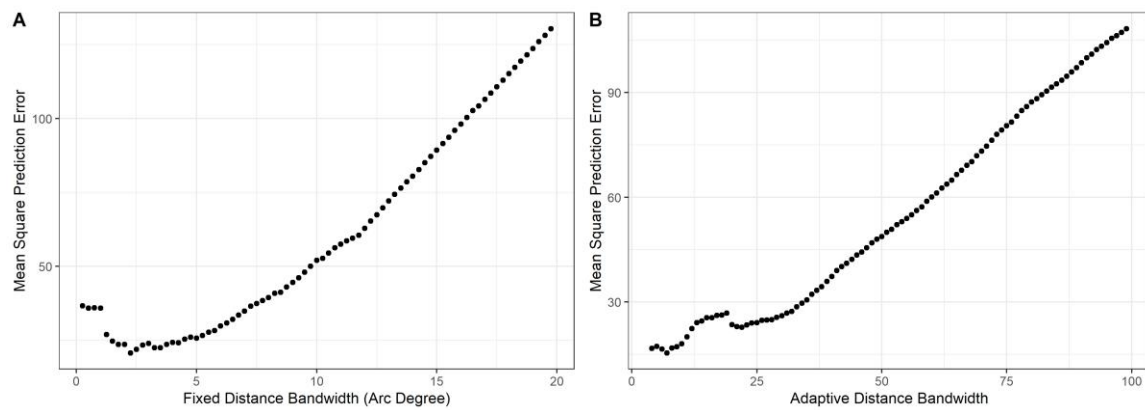 A
Mean Square Prediction Error
100
50
0
5
10
15
20
Fixed Distance Bandwidth (Arc Degree)
B
Mean Square Prediction Error
90
60
30
0
25
50
75
100
Adaptive Distance Bandwidth